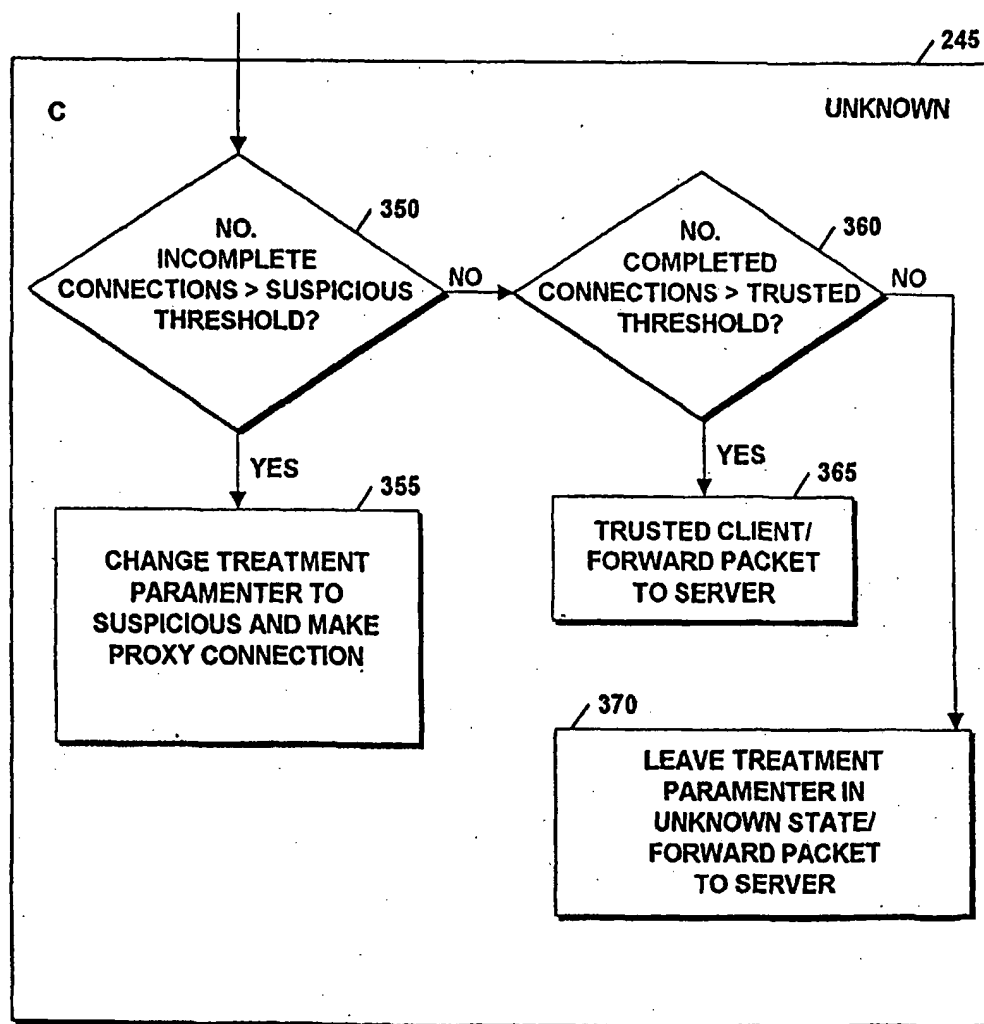 245
C
UNKNOWN
350
NO.
INCOMPLETE
CONNECTIONS > SUSPICIOUS
THRESHOLD?
NO
360
NO.
COMPLETED
CONNECTIONS > TRUSTED
THRESHOLD?
NO
YES
355
CHANGE TREATMENT
PARAMENTER TO
SUSPICIOUS AND MAKE
PROXY CONNECTION
YES
365
TRUSTED CLIENT/
FORWARD PACKET
TO SERVER
370
LEAVE TREATMENT
PARAMENTER IN
UNKNOWN STATE/
FORWARD PACKET
TO SERVER